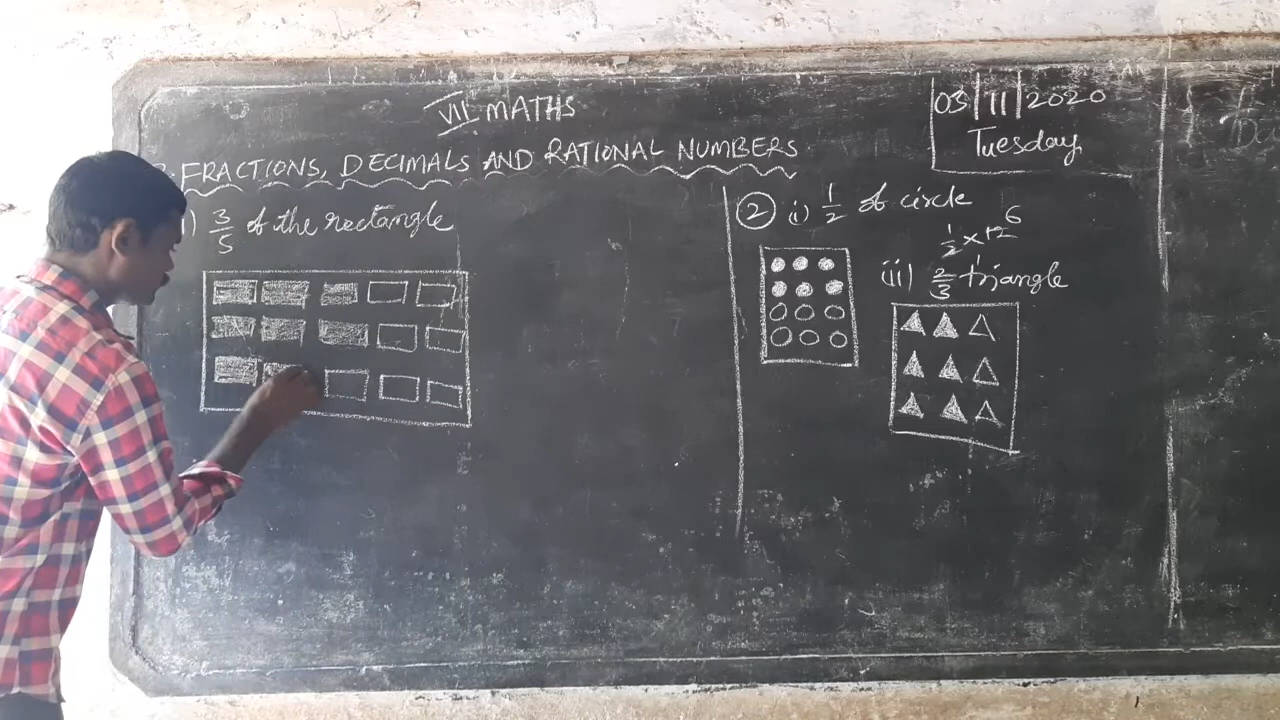 VII MATHS
03|11|2020
Tuesday
FRACTIONS, DECIMALS AND RATIONAL NUMBERS
i) 3/5 of the rectangle
② i) 1/2 of circle
1/2 × 12 6
iii) 2/3 triangle